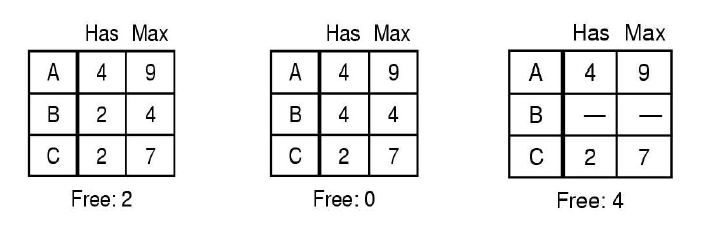 Has Max
A 4 9
B 2 4
C 2 7
Free: 2
Has Max
A 4 9
B 4 4
C 2 7
Free: 0
Has Max
A 4 9
B — —
C 2 7
Free: 4